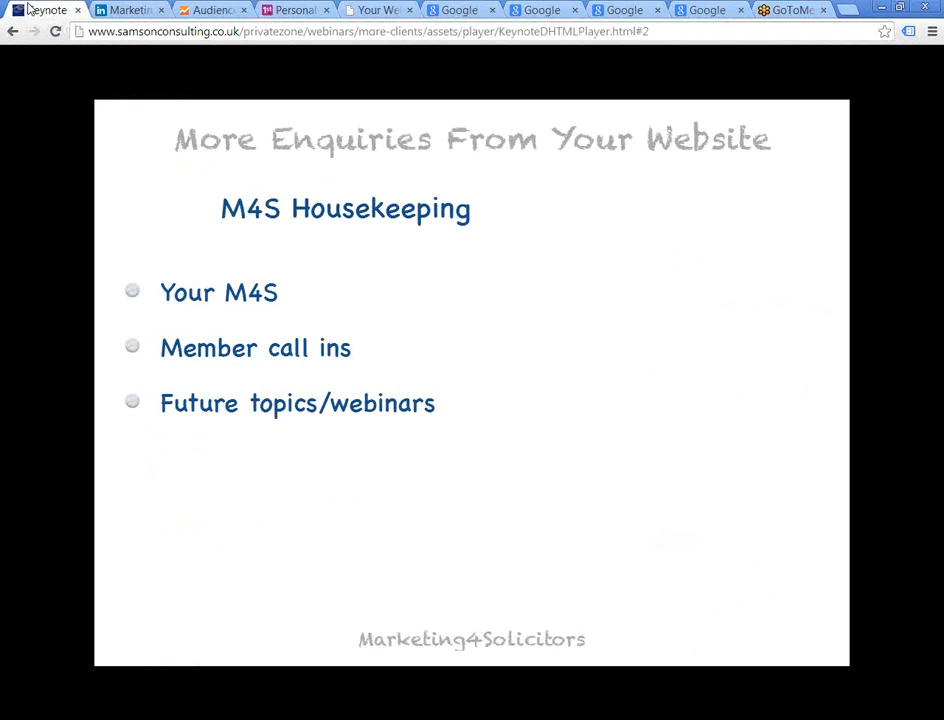 Keynote
Marketin
Audienc
Personal
Your We
Google
Google
Google
Google
GoToMe
www.samsonconsulting.co.uk/privatezone/webinars/more-clients/assets/player/KeynoteDHTMLPlayer.html#2
More Enquiries From Your Website
M4S Housekeeping
Your M4S
Member call ins
Future topics/webinars
Marketing4Solicitors